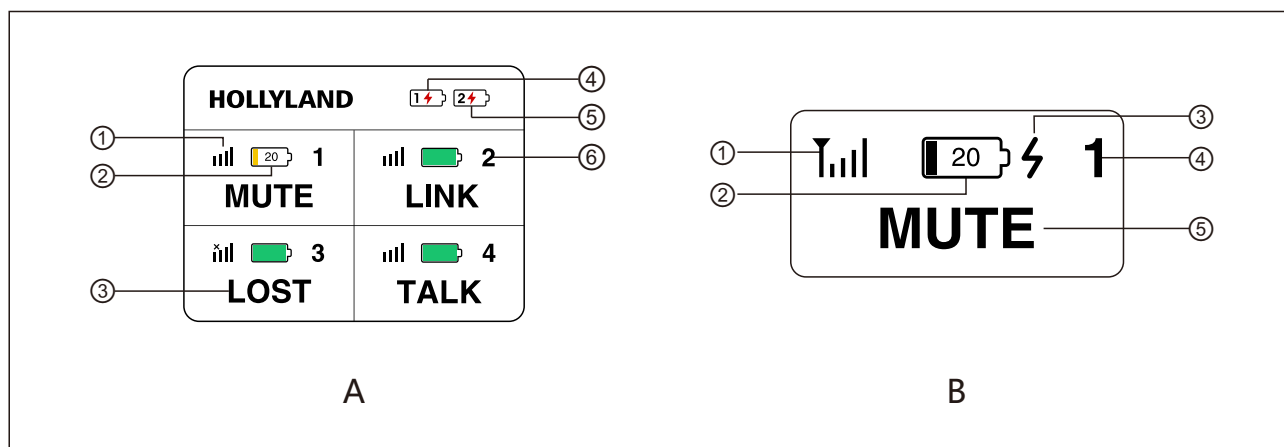 ④
HOLLYLAND 1 2
⑤
① 20 1 2 ⑥
②
MUTE LINK
3 4
③ LOST TALK
A
③
① 20 1 ④
②
MUTE ⑤
B